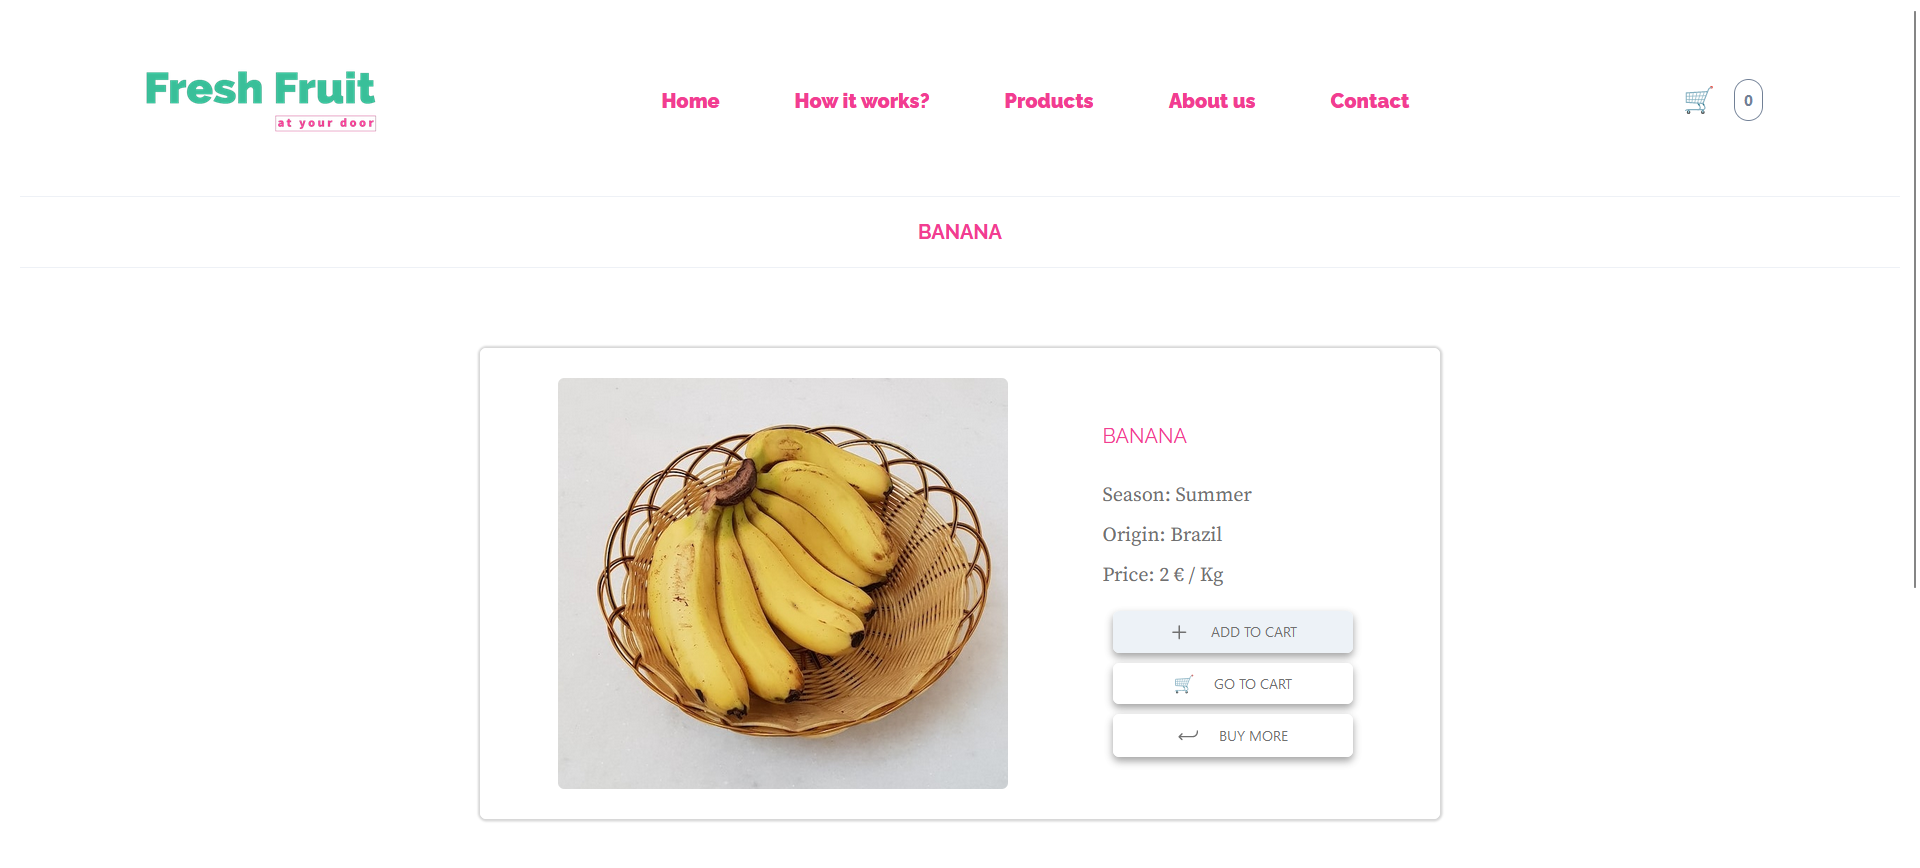 Fresh Fruit
at your door
Home How it works? Products About us Contact
0
BANANA
BANANA
Season: Summer
Origin: Brazil
Price: 2 € / Kg
ADD TO CART
GO TO CART
BUY MORE